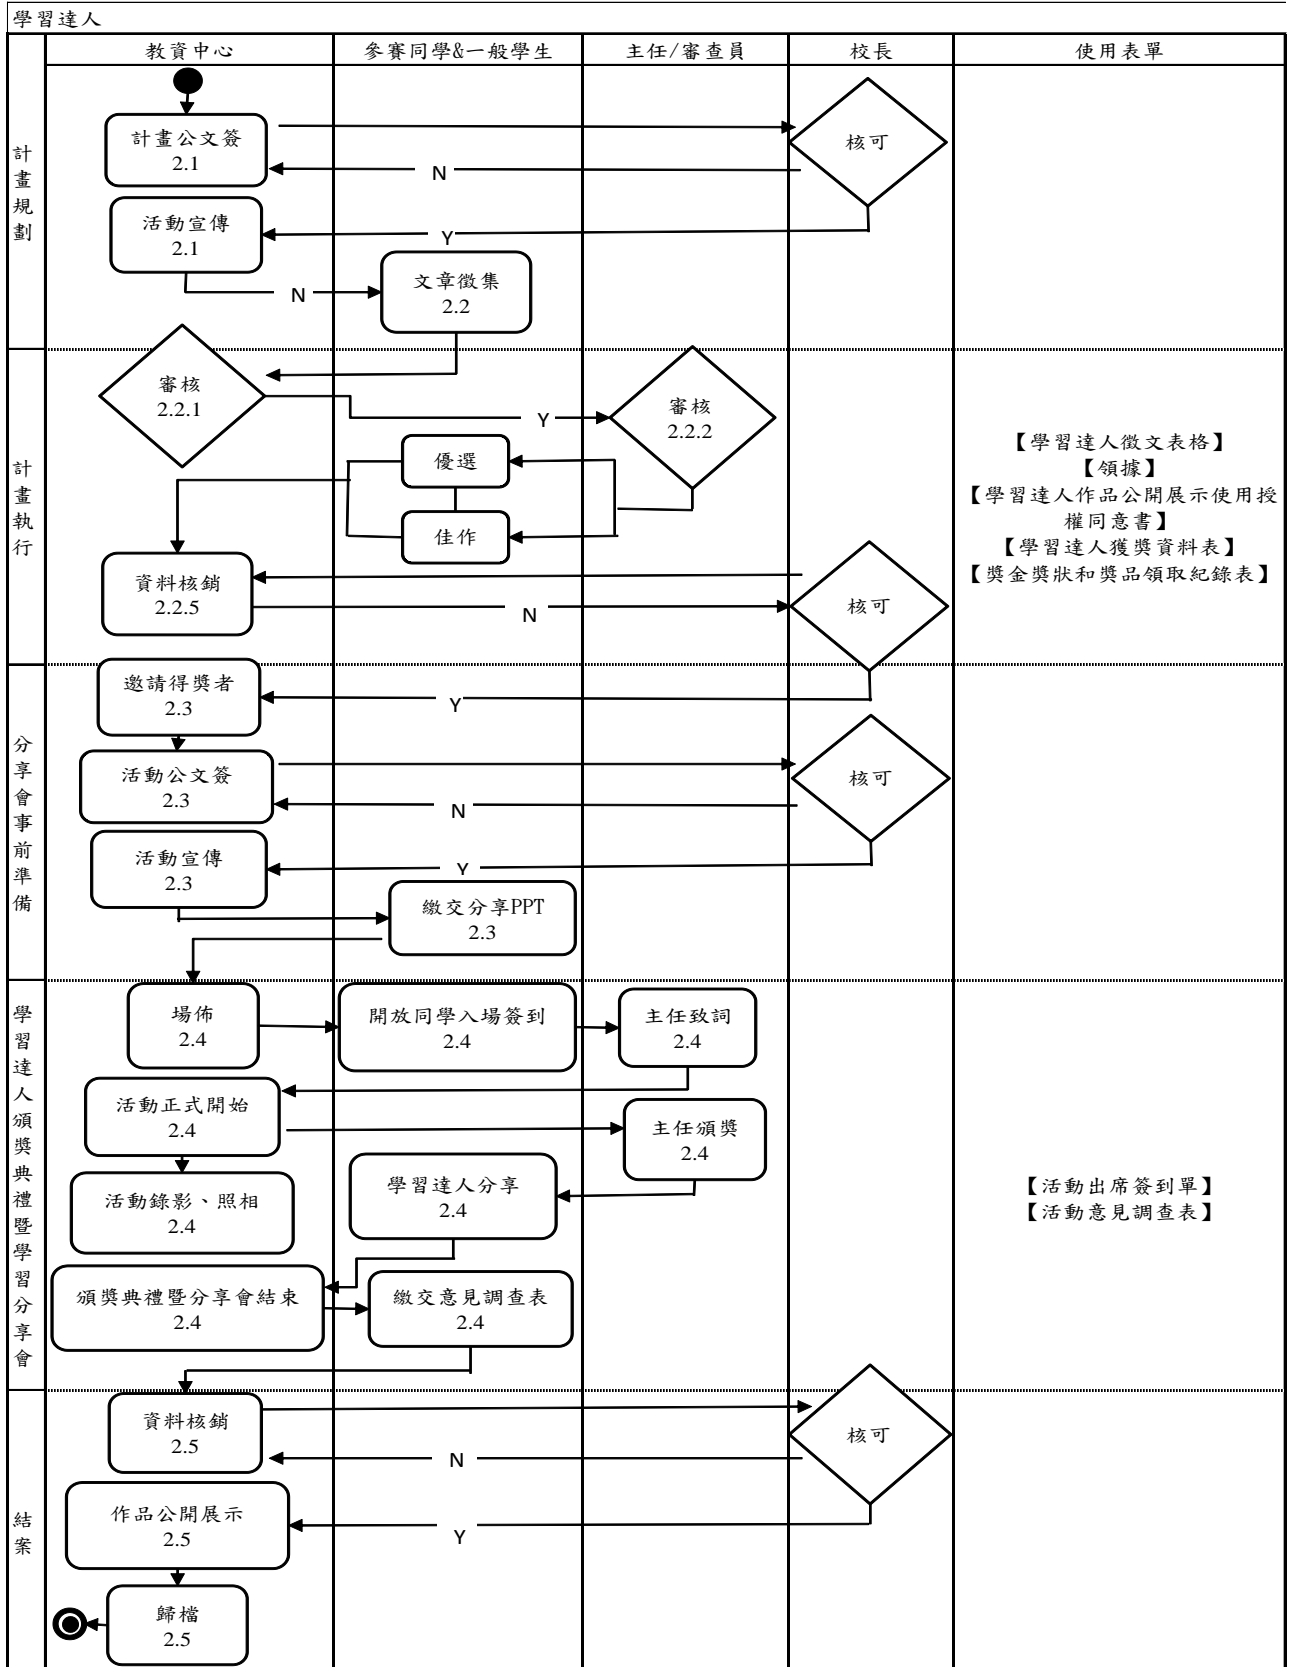 學習達人
教資中心
參賽同學&一般學生
主任/審查員
校長
使用表單
計畫規劃
計畫公文簽
2.1
核可
N
活動宣傳
2.1
Y
N
文章徵集
2.2
計畫執行
審核
2.2.1
Y
審核
2.2.2
優選
佳作
資料核銷
2.2.5
N
核可
【學習達人徵文表格】
【領據】
【學習達人作品公開展示使用授
權同意書】
【學習達人獲獎資料表】
【獎金獎狀和獎品領取紀錄表】
分享會事前準備
邀請得獎者
2.3
Y
活動公文簽
2.3
核可
N
活動宣傳
2.3
Y
繳交分享PPT
2.3
學習達人頒獎典禮暨學習分享會
場佈
2.4
開放同學入場簽到
2.4
主任致詞
2.4
活動正式開始
2.4
主任頒獎
2.4
活動錄影、照相
2.4
學習達人分享
2.4
【活動出席簽到單】
【活動意見調查表】
頒獎典禮暨分享會結束
2.4
繳交意見調查表
2.4
結案
資料核銷
2.5
核可
N
作品公開展示
2.5
Y
歸檔
2.5